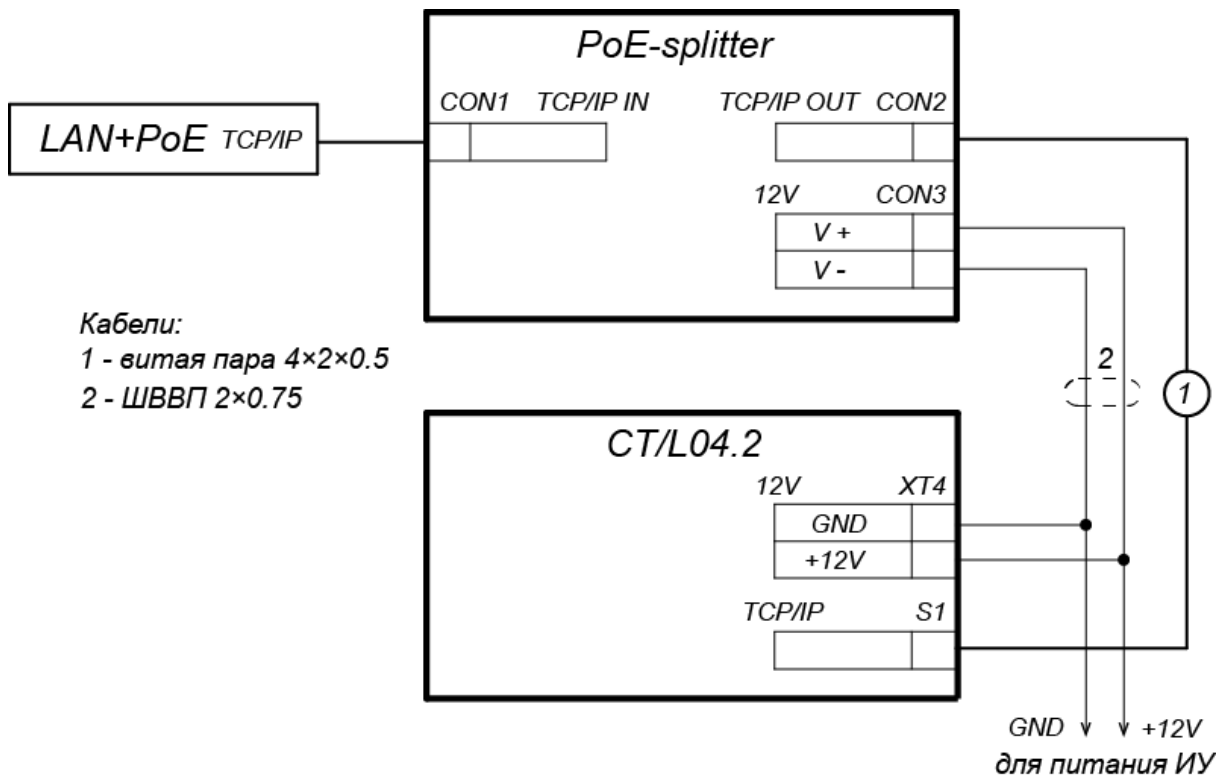 PoE-splitter
CON1 TCP/IP IN TCP/IP OUT CON2
LAN+PoE TCP/IP
12V CON3
V +
V -
Кабели:
1 - витая пара 4×2×0.5
2 - ШВВП 2×0.75
2
1
CT/L04.2
12V XT4
GND
+12V
TCP/IP S1
GND +12V
для питания ИУ